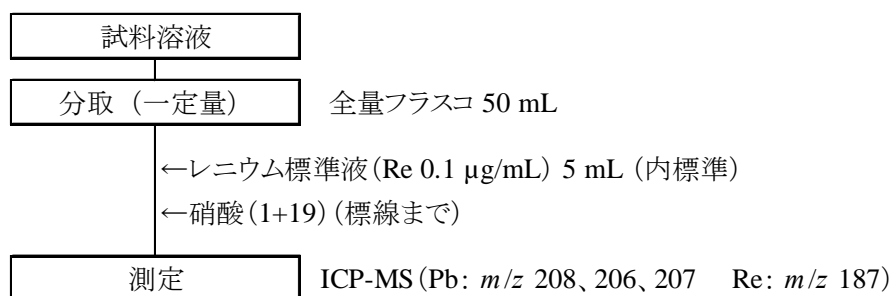 試料溶液
分取（一定量） 全量フラスコ 50 mL
←レニウム標準液（Re 0.1 µg/mL） 5 mL （内標準）
←硝酸（1+19）（標線まで）
測定 ICP-MS（Pb: m/z 208、206、207 Re: m/z 187）